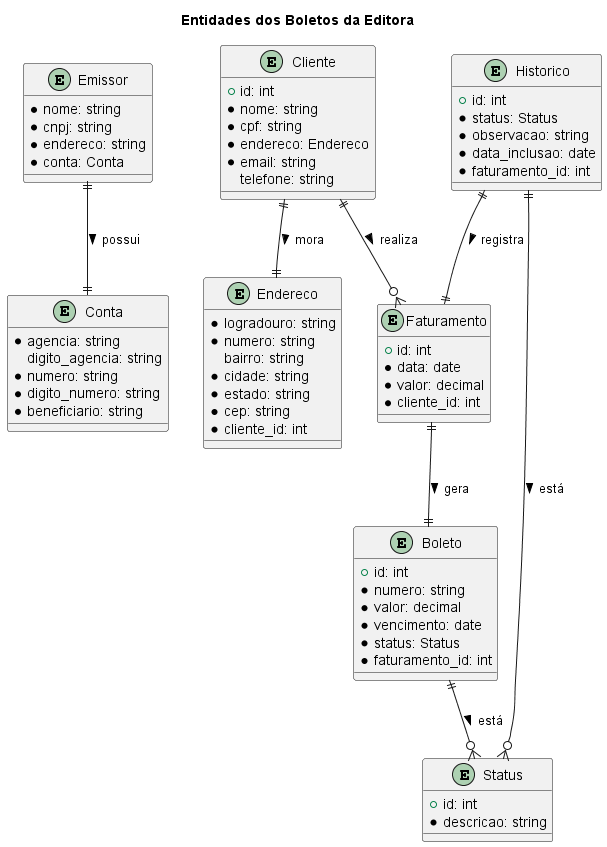 Entidades dos Boletos da Editora
E Emissor
nome: string
cnpj: string
endereco: string
conta: Conta
E Cliente
id: int
nome: string
cpf: string
endereco: Endereco
email: string
telefone: string
E Historico
id: int
status: Status
observacao: string
data_inclusao: date
faturamento_id: int
possui
mora
realiza
registra
E Conta
agencia: string
digito_agencia: string
numero: string
digito_numero: string
beneficiario: string
E Endereco
logradouro: string
numero: string
bairro: string
cidade: string
estado: string
cep: string
cliente_id: int
E Faturamento
id: int
data: date
valor: decimal
cliente_id: int
gera
está
E Boleto
id: int
numero: string
valor: decimal
vencimento: date
status: Status
faturamento_id: int
está
E Status
id: int
descricao: string